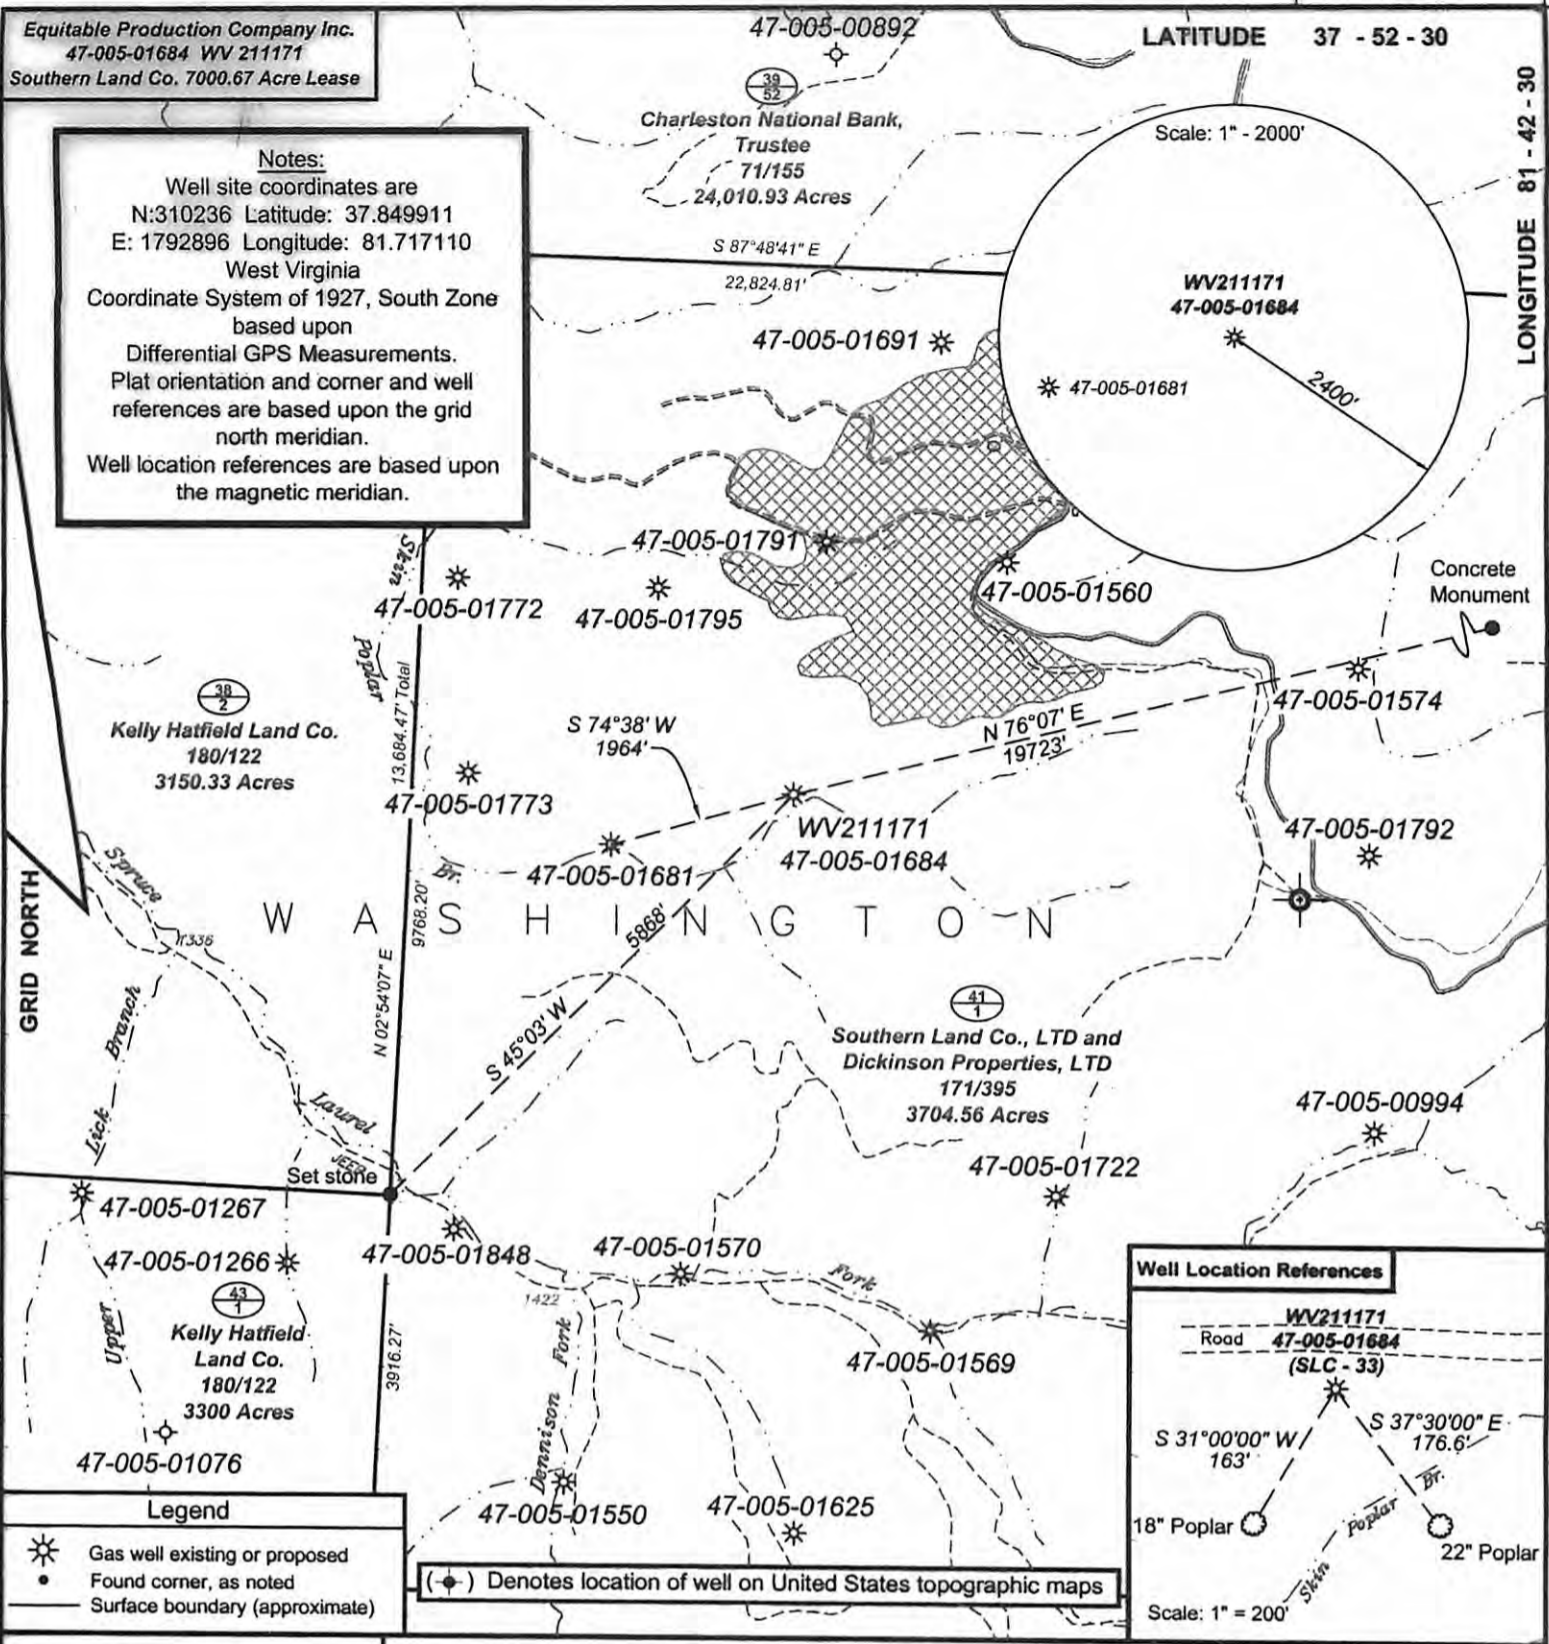 Equitable Production Company Inc.
47-005-01684 WV 211171
Southern Land Co. 7000.67 Acre Lease
47-005-00892
LATITUDE 37 - 52 - 30
LONGITUDE 81 - 42 - 30
39
52
Charleston National Bank,
Trustee
71/155
24,010.93 Acres
Scale: 1" - 2000'
Notes:
Well site coordinates are
N:310236 Latitude: 37.849911
E: 1792896 Longitude: 81.717110
West Virginia
Coordinate System of 1927, South Zone
based upon
Differential GPS Measurements.
Plat orientation and corner and well
references are based upon the grid
north meridian.
Well location references are based upon
the magnetic meridian.
S 87°48'41" E
22,824.81'
WV211171
47-005-01684
47-005-01691
47-005-01681
2400'
47-005-01791
Skin
Poplar
47-005-01772
47-005-01795
47-005-01560
Concrete
Monument
13,684.47' Total
38
2
Kelly Hatfield Land Co.
180/122
3150.33 Acres
47-005-01574
S 74°38' W
1964'
N 76°07' E
19723'
47-005-01773
WV211171
47-005-01684
47-005-01792
Spruce
Br.
47-005-01681
GRID NORTH
WASHINGTON
9768.20'
5868'
1336
N 02°54'07" E
S 45°03' W
Lick Branch
41
1
Southern Land Co., LTD and
Dickinson Properties, LTD
171/395
3704.56 Acres
Laurel
47-005-00994
JEEP
Set stone
47-005-01722
47-005-01267
47-005-01266
47-005-01848
47-005-01570
Fork
1422
43
1
Kelly Hatfield
Land Co.
180/122
3300 Acres
Upper
3916.27'
47-005-01569
Dennison Fork
47-005-01076
47-005-01550
47-005-01625
Well Location References
WV211171
Road 47-005-01684
(SLC - 33)
S 31°00'00" W
163'
S 37°30'00" E
176.6'
18" Poplar
22" Poplar
Skin Poplar Br.
Scale: 1" = 200'
Legend
Gas well existing or proposed
Found corner, as noted
Surface boundary (approximate)
( ) Denotes location of well on United States topographic maps